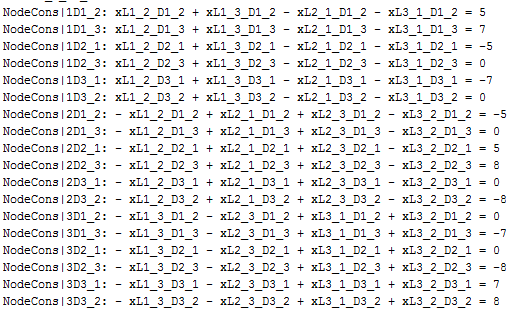 NodeCons|1D1_2: xL1_2_D1_2 + xL1_3_D1_2 - xL2_1_D1_2 - xL3_1_D1_2 = 5
NodeCons|1D1_3: xL1_2_D1_3 + xL1_3_D1_3 - xL2_1_D1_3 - xL3_1_D1_3 = 7
NodeCons|1D2_1: xL1_2_D2_1 + xL1_3_D2_1 - xL2_1_D2_1 - xL3_1_D2_1 = -5
NodeCons|1D2_3: xL1_2_D2_3 + xL1_3_D2_3 - xL2_1_D2_3 - xL3_1_D2_3 = 0
NodeCons|1D3_1: xL1_2_D3_1 + xL1_3_D3_1 - xL2_1_D3_1 - xL3_1_D3_1 = -7
NodeCons|1D3_2: xL1_2_D3_2 + xL1_3_D3_2 - xL2_1_D3_2 - xL3_1_D3_2 = 0
NodeCons|2D1_2: - xL1_2_D1_2 + xL2_1_D1_2 + xL2_3_D1_2 - xL3_2_D1_2 = -5
NodeCons|2D1_3: - xL1_2_D1_3 + xL2_1_D1_3 + xL2_3_D1_3 - xL3_2_D1_3 = 0
NodeCons|2D2_1: - xL1_2_D2_1 + xL2_1_D2_1 + xL2_3_D2_1 - xL3_2_D2_1 = 5
NodeCons|2D2_3: - xL1_2_D2_3 + xL2_1_D2_3 + xL2_3_D2_3 - xL3_2_D2_3 = 8
NodeCons|2D3_1: - xL1_2_D3_1 + xL2_1_D3_1 + xL2_3_D3_1 - xL3_2_D3_1 = 0
NodeCons|2D3_2: - xL1_2_D3_2 + xL2_1_D3_2 + xL2_3_D3_2 - xL3_2_D3_2 = -8
NodeCons|3D1_2: - xL1_3_D1_2 - xL2_3_D1_2 + xL3_1_D1_2 + xL3_2_D1_2 = 0
NodeCons|3D1_3: - xL1_3_D1_3 - xL2_3_D1_3 + xL3_1_D1_3 + xL3_2_D1_3 = -7
NodeCons|3D2_1: - xL1_3_D2_1 - xL2_3_D2_1 + xL3_1_D2_1 + xL3_2_D2_1 = 0
NodeCons|3D2_3: - xL1_3_D2_3 - xL2_3_D2_3 + xL3_1_D2_3 + xL3_2_D2_3 = -8
NodeCons|3D3_1: - xL1_3_D3_1 - xL2_3_D3_1 + xL3_1_D3_1 + xL3_2_D3_1 = 7
NodeCons|3D3_2: - xL1_3_D3_2 - xL2_3_D3_2 + xL3_1_D3_2 + xL3_2_D3_2 = 8